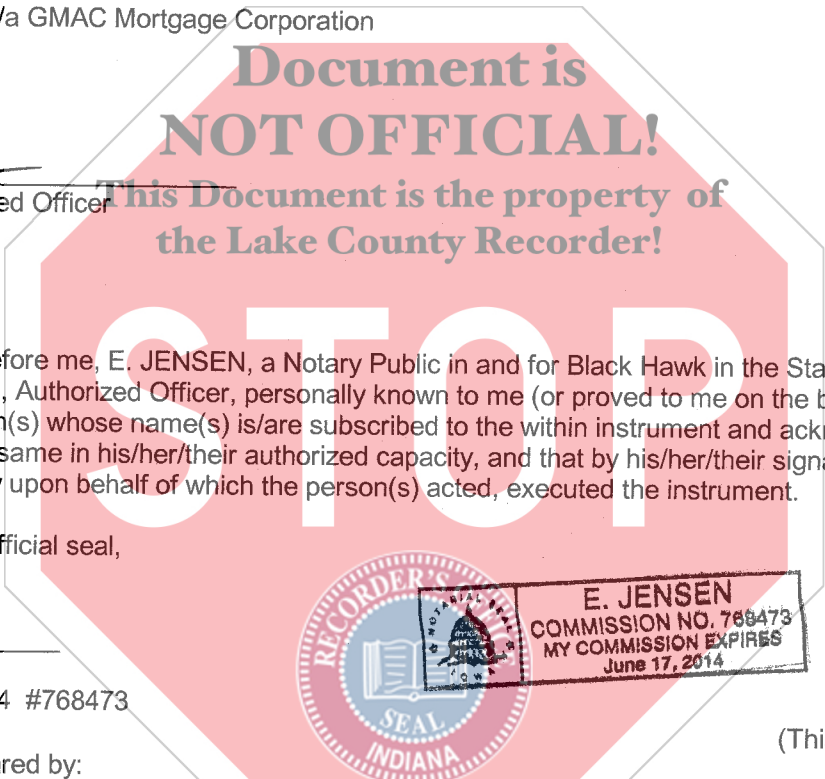 /a GMAC Mortgage Corporation
Document is
NOT OFFICIAL!
This Document is the property of
the Lake County Recorder!
ed Officer
STOP
fore me, E. JENSEN, a Notary Public in and for Black Hawk in the Sta
, Authorized Officer, personally known to me (or proved to me on the b
n(s) whose name(s) is/are subscribed to the within instrument and ackn
same in his/her/their authorized capacity, and that by his/her/their signa
y upon behalf of which the person(s) acted, executed the instrument.
fficial seal,
RECORDER'S OFFICE
SEAL
INDIANA
NOTARIAL SEAL
IOWA
E. JENSEN
COMMISSION NO. 768473
MY COMMISSION EXPIRES
June 17, 2014
4 #768473
(Thi
red by: